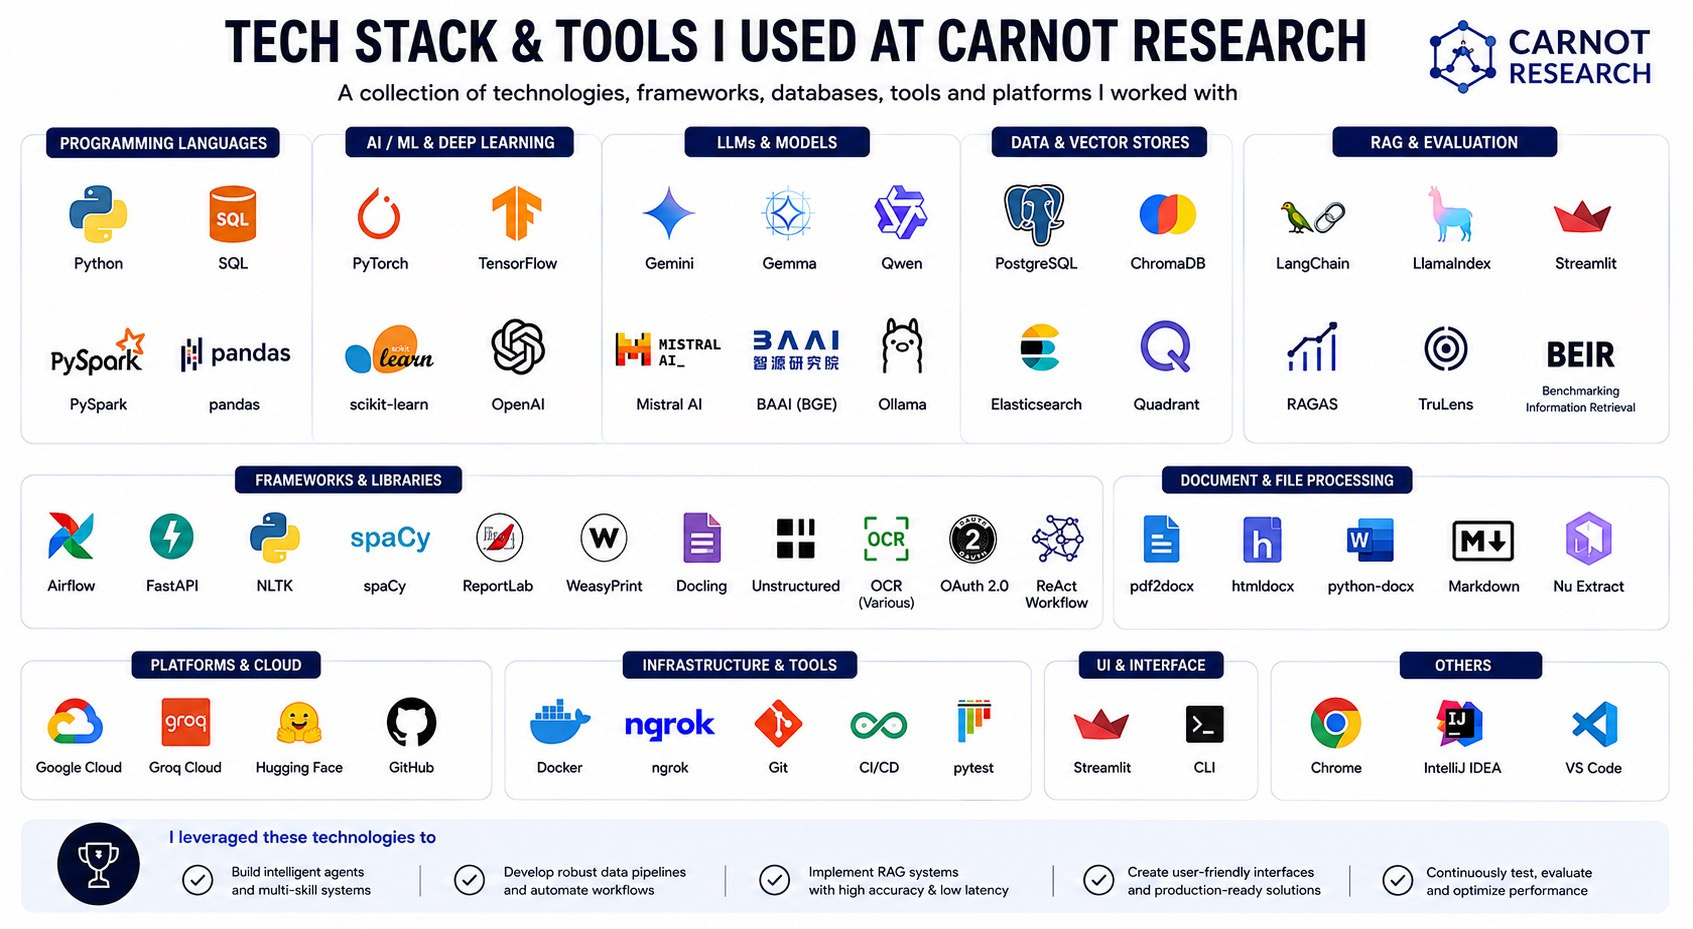 TECH STACK & TOOLS I USED AT CARNOT RESEARCH
CARNOT
RESEARCH
A collection of technologies, frameworks, databases, tools and platforms I worked with
PROGRAMMING LANGUAGES
Python
SQL
SQL
PySpark
PySpark
pandas
pandas
AI / ML & DEEP LEARNING
PyTorch
TensorFlow
scikit
learn
scikit-learn
OpenAI
LLMs & MODELS
Gemini
Gemma
Qwen
MISTRAL
AI_
Mistral AI
BAAI
智源研究院
BAAI (BGE)
Ollama
DATA & VECTOR STORES
PostgreSQL
ChromaDB
Elasticsearch
Quadrant
RAG & EVALUATION
LangChain
LlamaIndex
Streamlit
RAGAS
TruLens
BEIR
Benchmarking
Information Retrieval
FRAMEWORKS & LIBRARIES
Airflow
FastAPI
NLTK
spaCy
spaCy
ReportLab
W
WeasyPrint
Docling
Unstructured
OCR
OCR
(Various)
OAUTH
2
OAUTH
OAuth 2.0
ReAct
Workflow
DOCUMENT & FILE PROCESSING
pdf2docx
h
htmldocx
W
python-docx
M
Markdown
Nu Extract
PLATFORMS & CLOUD
Google Cloud
groq
Groq Cloud
Hugging Face
GitHub
INFRASTRUCTURE & TOOLS
Docker
ngrok
ngrok
Git
CI/CD
pytest
UI & INTERFACE
Streamlit
>_
CLI
OTHERS
Chrome
IJ
IntelliJ IDEA
VS Code
I leveraged these technologies to
Build intelligent agents
and multi-skill systems
Develop robust data pipelines
and automate workflows
Implement RAG systems
with high accuracy & low latency
Create user-friendly interfaces
and production-ready solutions
Continuously test, evaluate
and optimize performance